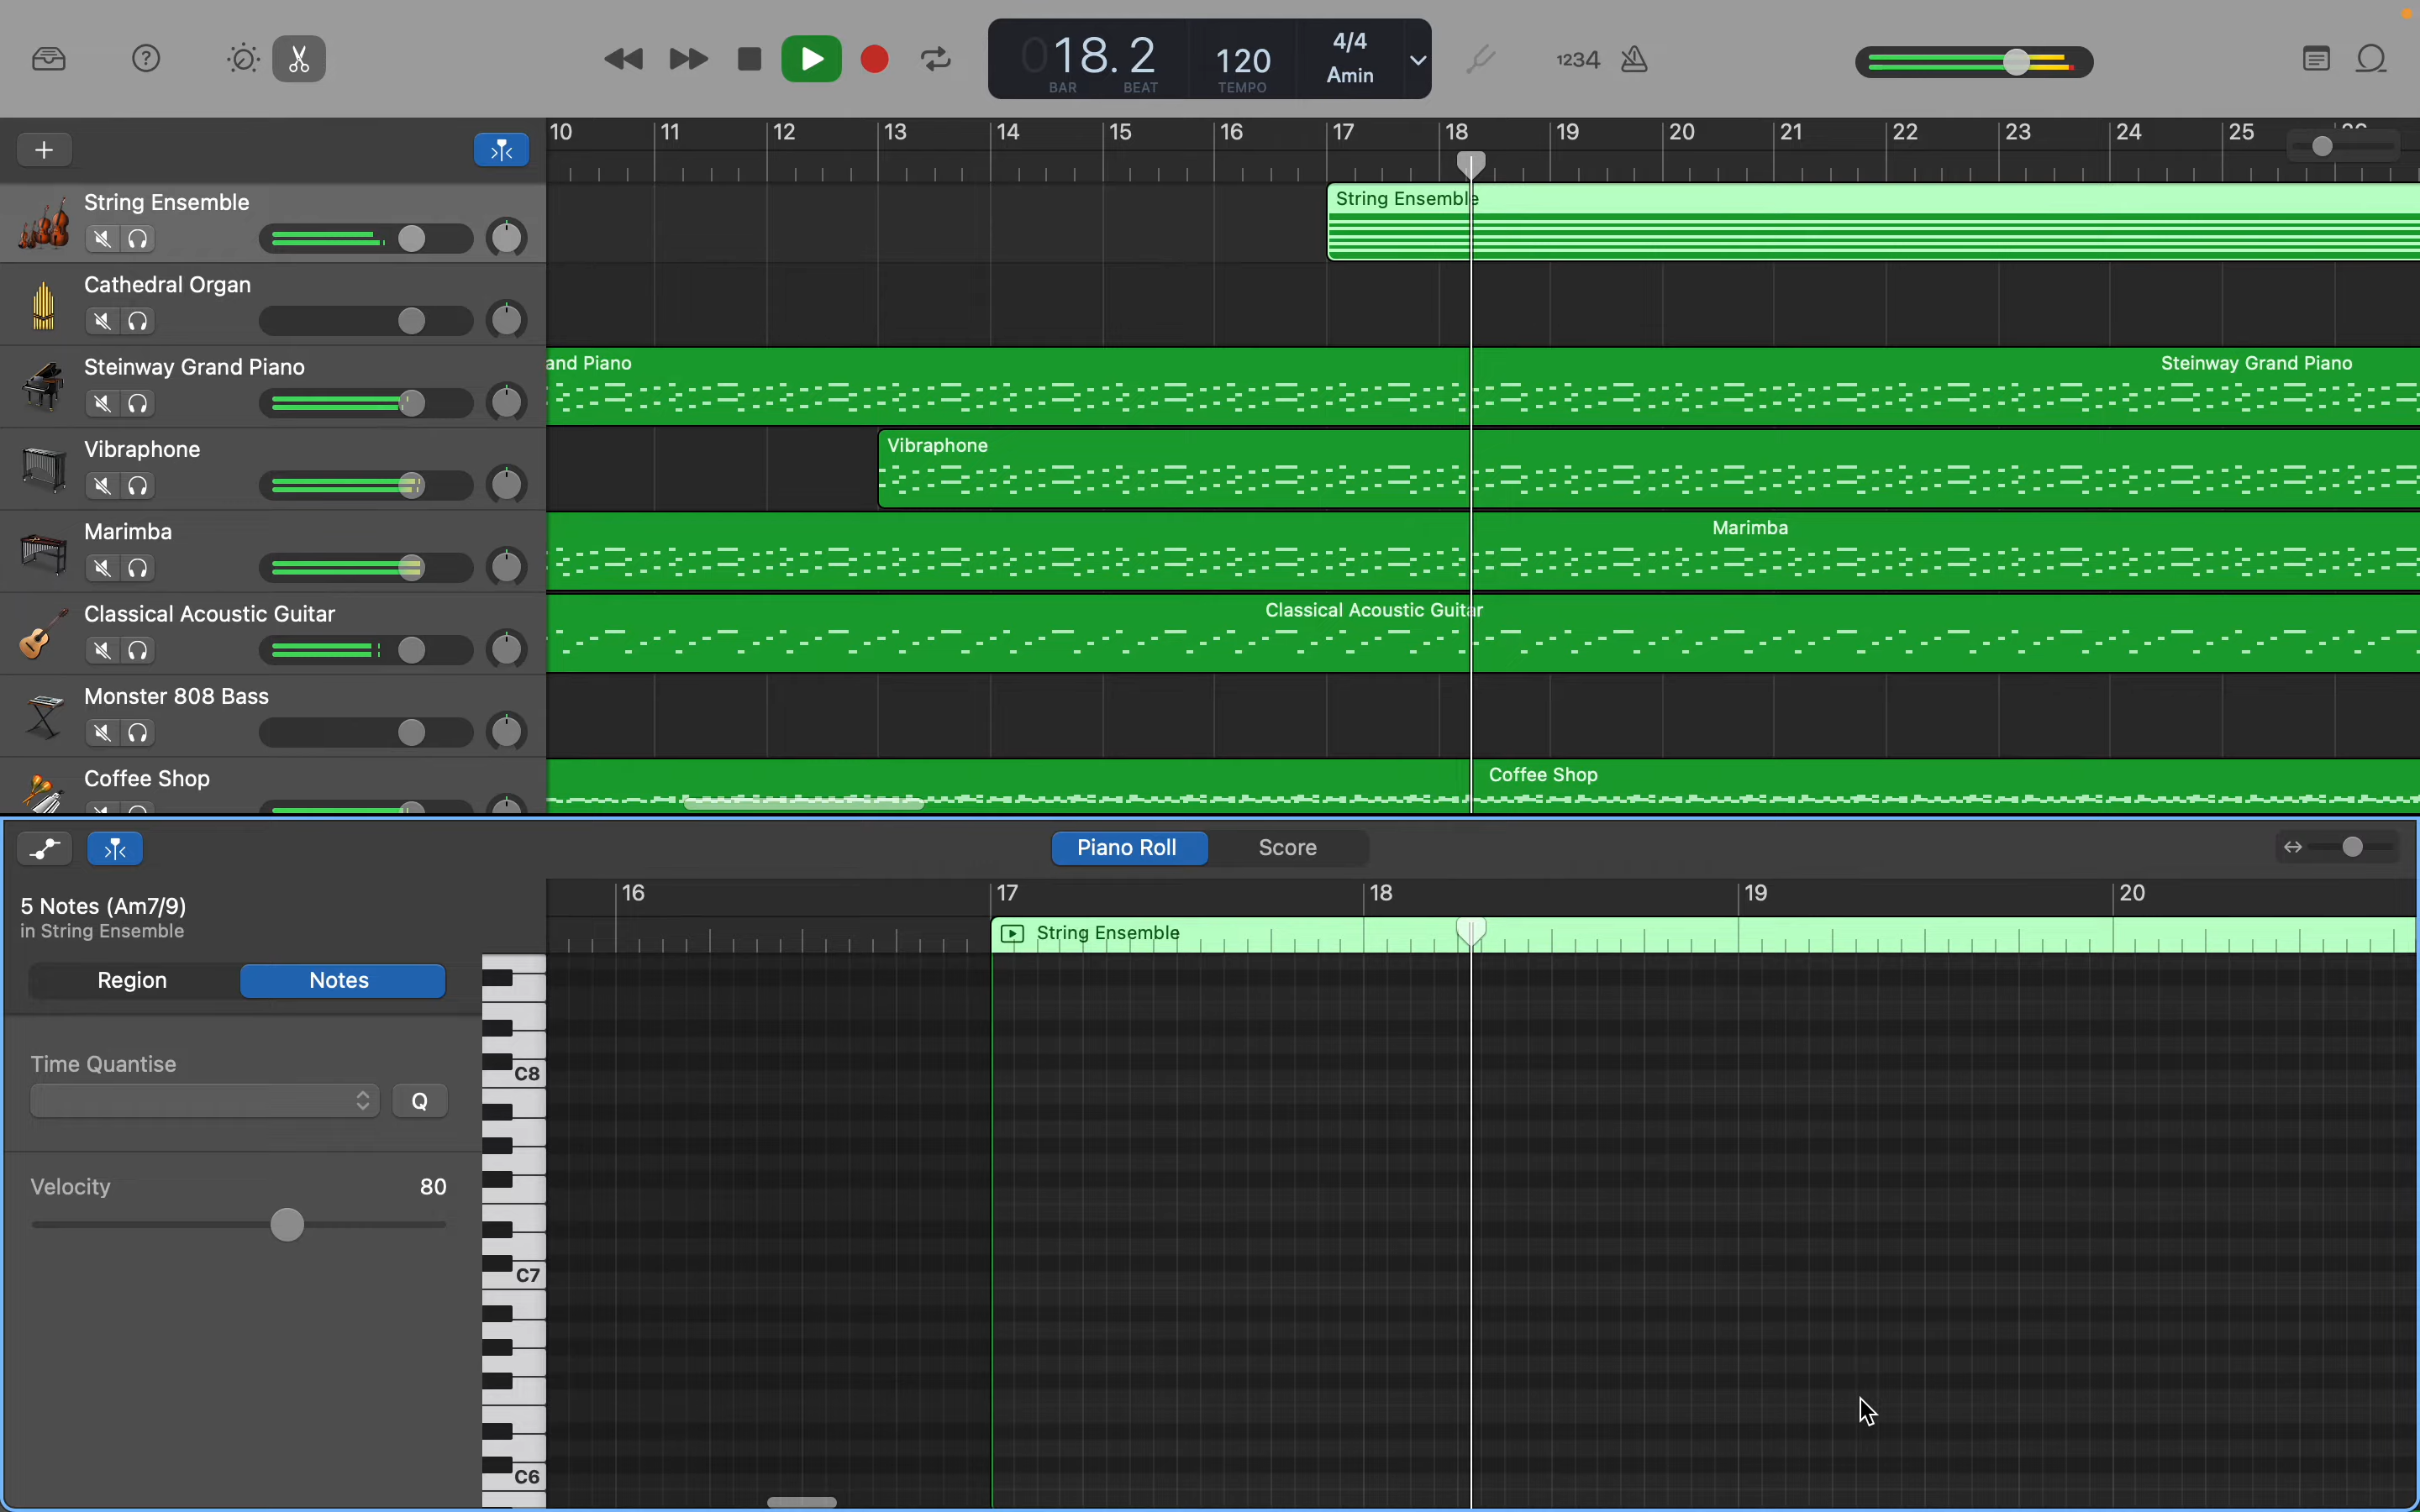 018.2
BAR BEAT
120
TEMPO
4/4
Amin
1234
10 11 12 13 14 15 16 17 18 19 20 21 22 23 24 25
String Ensemble
String Ensemble
Cathedral Organ
Steinway Grand Piano
and Piano
Steinway Grand Piano
Vibraphone
Vibraphone
Marimba
Marimba
Classical Acoustic Guitar
Classical Acoustic Guitar
Monster 808 Bass
Coffee Shop
Coffee Shop
Piano Roll
Score
5 Notes (Am7/9)
in String Ensemble
16 17 18 19 20
String Ensemble
Region
Notes
Time Quantise
Q
Velocity 80
C8
C7
C6